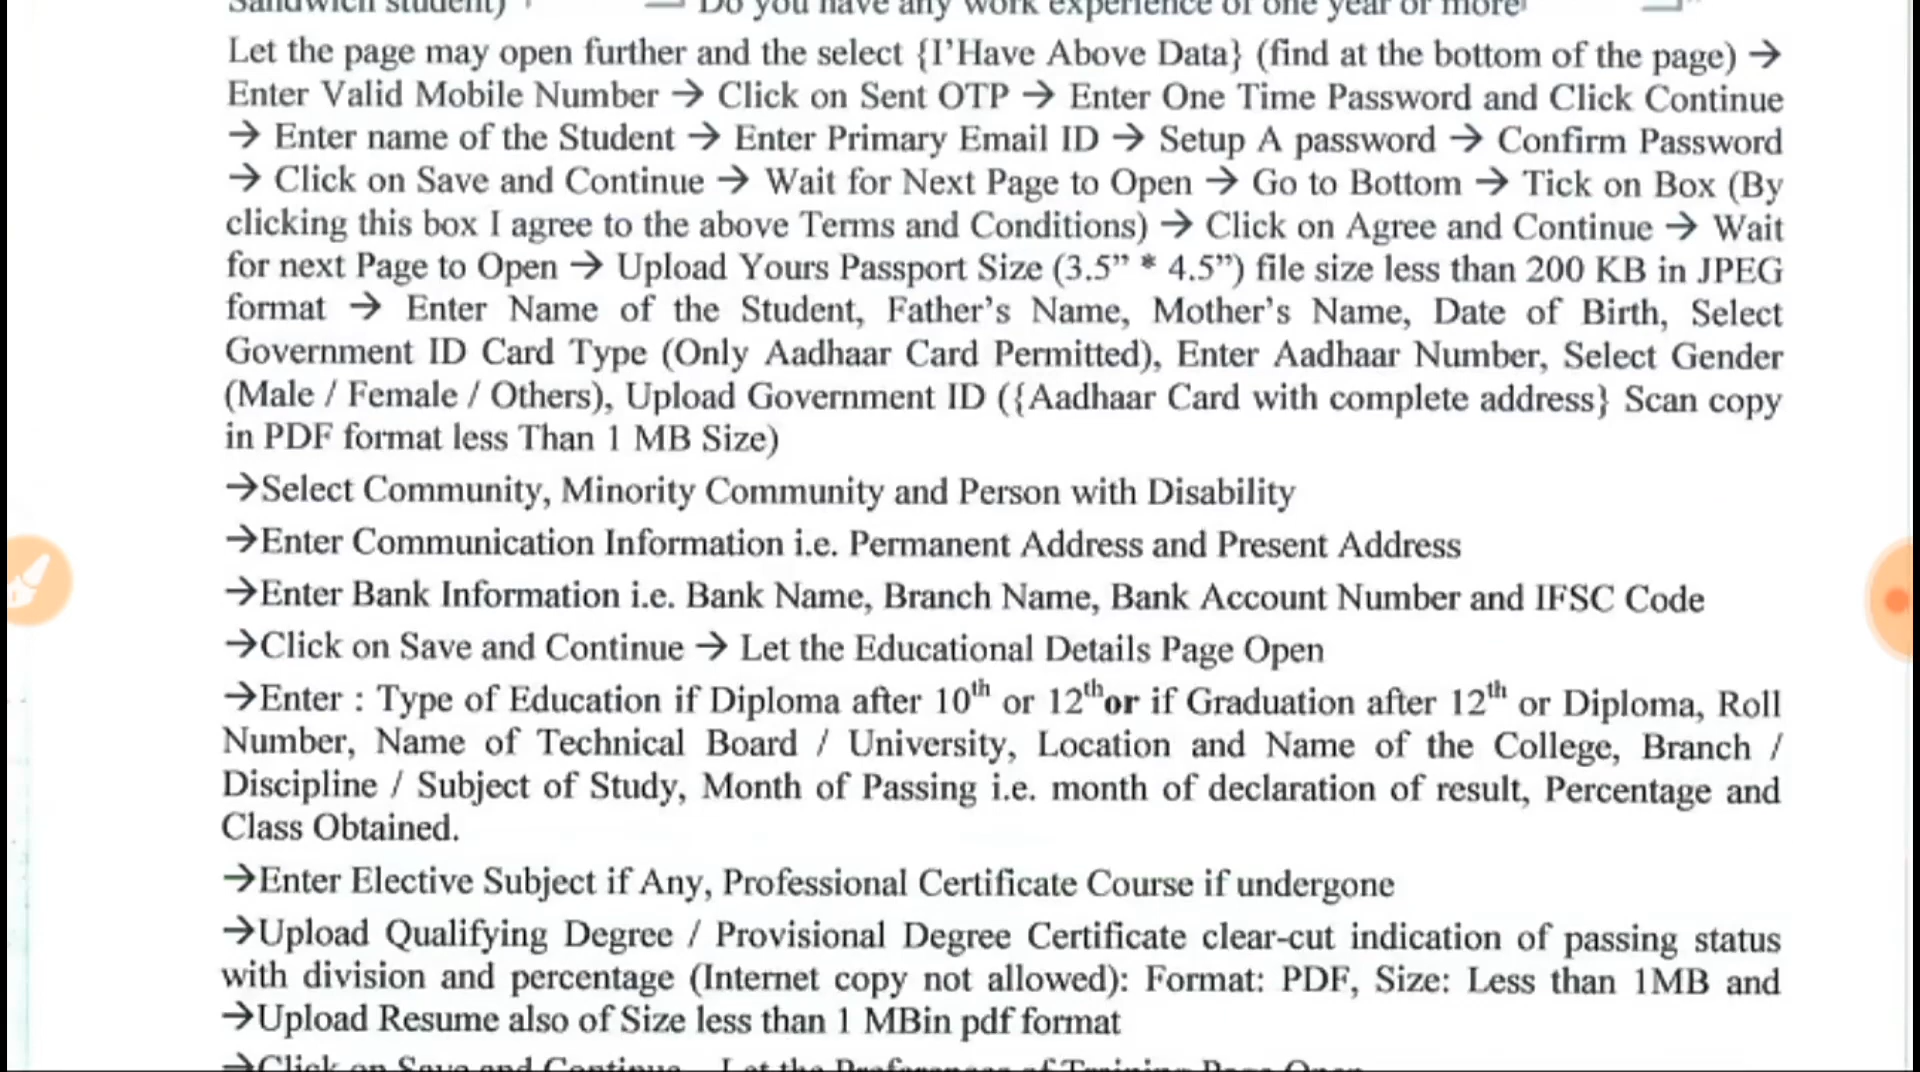 Sandwich student) Do you have any work experience of one year or more
Let the page may open further and the select {I’Have Above Data} (find at the bottom of the page) →
Enter Valid Mobile Number → Click on Sent OTP → Enter One Time Password and Click Continue
→ Enter name of the Student → Enter Primary Email ID → Setup A password → Confirm Password
→ Click on Save and Continue → Wait for Next Page to Open → Go to Bottom → Tick on Box (By
clicking this box I agree to the above Terms and Conditions) → Click on Agree and Continue → Wait
for next Page to Open → Upload Yours Passport Size (3.5” * 4.5”) file size less than 200 KB in JPEG
format → Enter Name of the Student, Father’s Name, Mother’s Name, Date of Birth, Select
Government ID Card Type (Only Aadhaar Card Permitted), Enter Aadhaar Number, Select Gender
(Male / Female / Others), Upload Government ID ({Aadhaar Card with complete address} Scan copy
in PDF format less Than 1 MB Size)
→Select Community, Minority Community and Person with Disability
→Enter Communication Information i.e. Permanent Address and Present Address
→Enter Bank Information i.e. Bank Name, Branch Name, Bank Account Number and IFSC Code
→Click on Save and Continue → Let the Educational Details Page Open
→Enter : Type of Education if Diploma after 10th or 12thor if Graduation after 12th or Diploma, Roll
Number, Name of Technical Board / University, Location and Name of the College, Branch /
Discipline / Subject of Study, Month of Passing i.e. month of declaration of result, Percentage and
Class Obtained.
→Enter Elective Subject if Any, Professional Certificate Course if undergone
→Upload Qualifying Degree / Provisional Degree Certificate clear-cut indication of passing status
with division and percentage (Internet copy not allowed): Format: PDF, Size: Less than 1MB and
→Upload Resume also of Size less than 1 MBin pdf format
→Click on Save and Continue Let the Preferences of Training Page Open